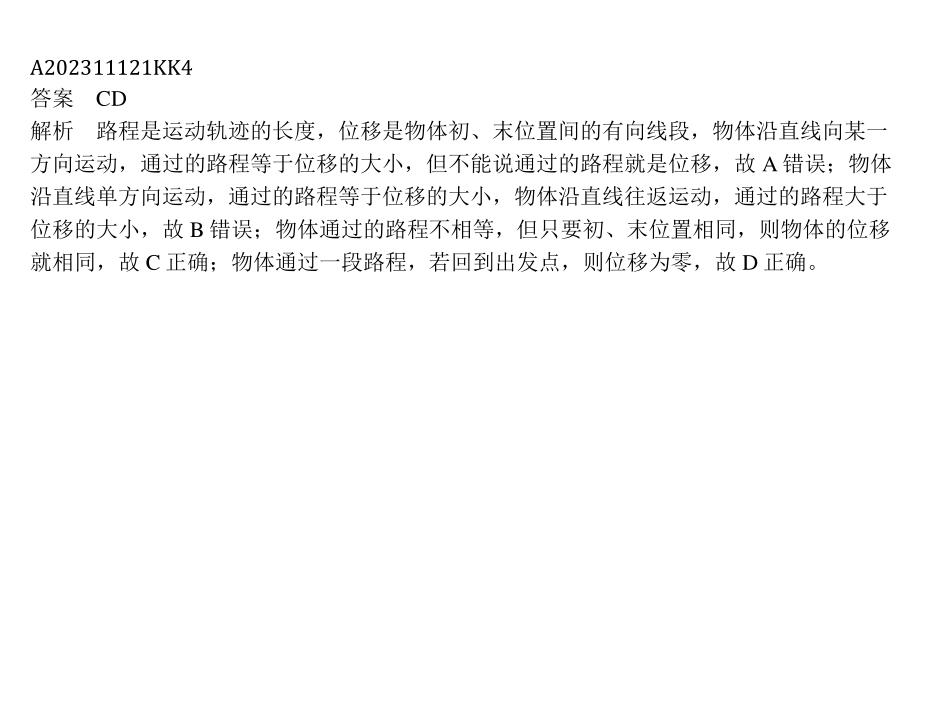 A202311121KK4
答案　CD
解析　路程是运动轨迹的长度，位移是物体初、末位置间的有向线段，物体沿直线向某一
方向运动，通过的路程等于位移的大小，但不能说通过的路程就是位移，故 A 错误；物体
沿直线单方向运动，通过的路程等于位移的大小，物体沿直线往返运动，通过的路程大于
位移的大小，故 B 错误；物体通过的路程不相等，但只要初、末位置相同，则物体的位移
就相同，故 C 正确；物体通过一段路程，若回到出发点，则位移为零，故 D 正确。